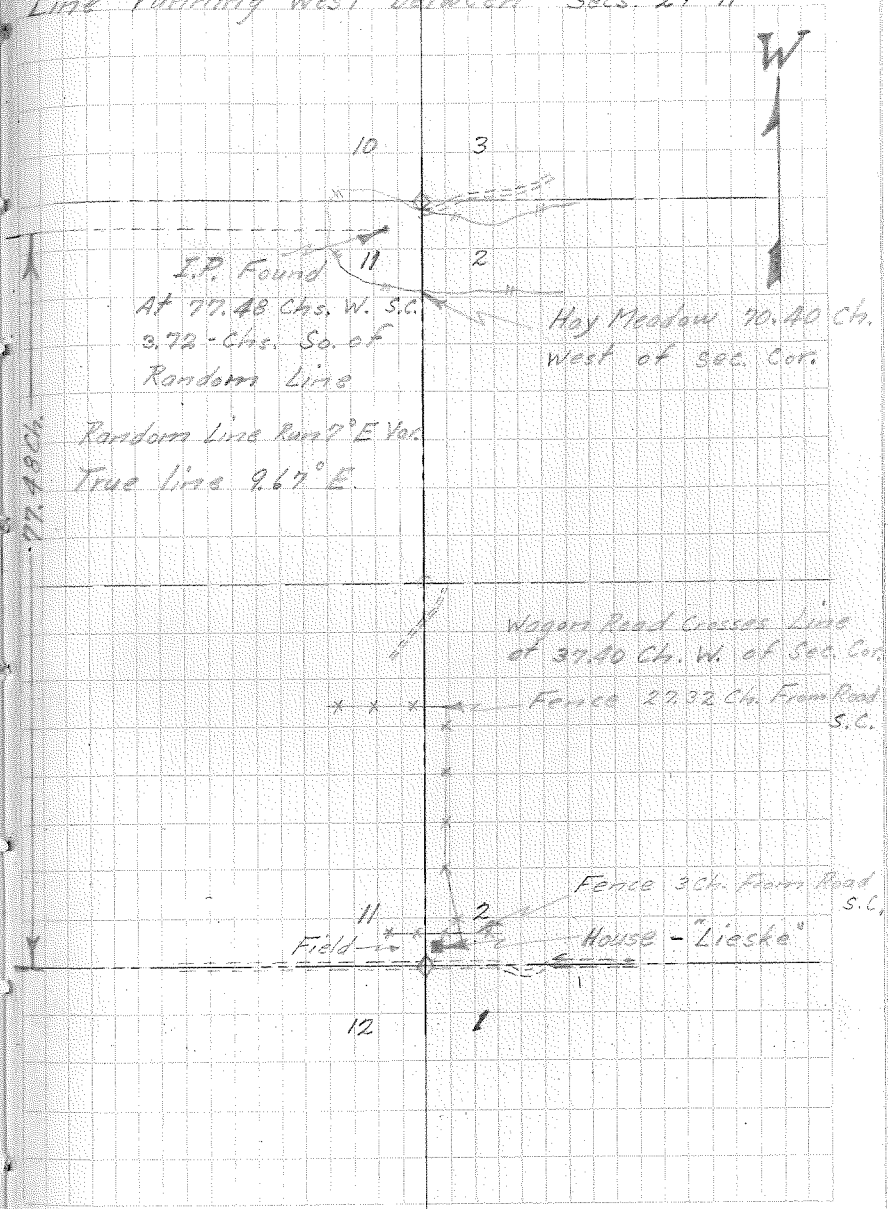 Line running West between Secs. 2 & 11
W
10 3
11 2
I.P. Found
At 77.48 Chs. W. S.C.
3.72 - Chs. So. of
Random Line
Hay Meadow 70.40 Ch.
West of sec. Cor.
Random Line Run 7° E Var.
True line 9.67° E.
77.48 Ch.
Wagon Road Crosses Line
at 37.40 Ch. W. of Sec. Cor.
Fence 27.32 Ch. From Road
S.C.
Fence 3 Ch. From Road
S.C.
11 2
Field
House - "Lieske"
12 1